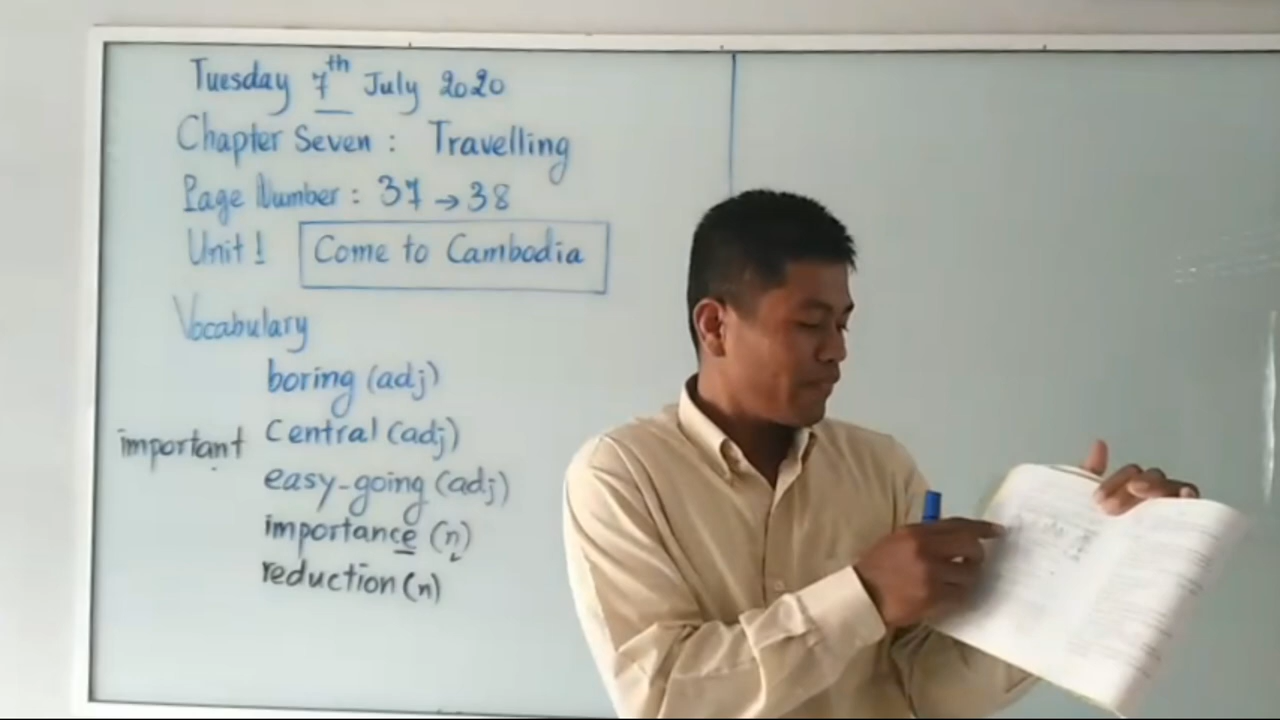 Tuesday 7th July 2020
Chapter Seven: Travelling
Page Number: 37 → 38
Unit 1 Come to Cambodia
Vocabulary
boring (adj)
important Central (adj)
easy-going (adj)
importance (n)
reduction (n)